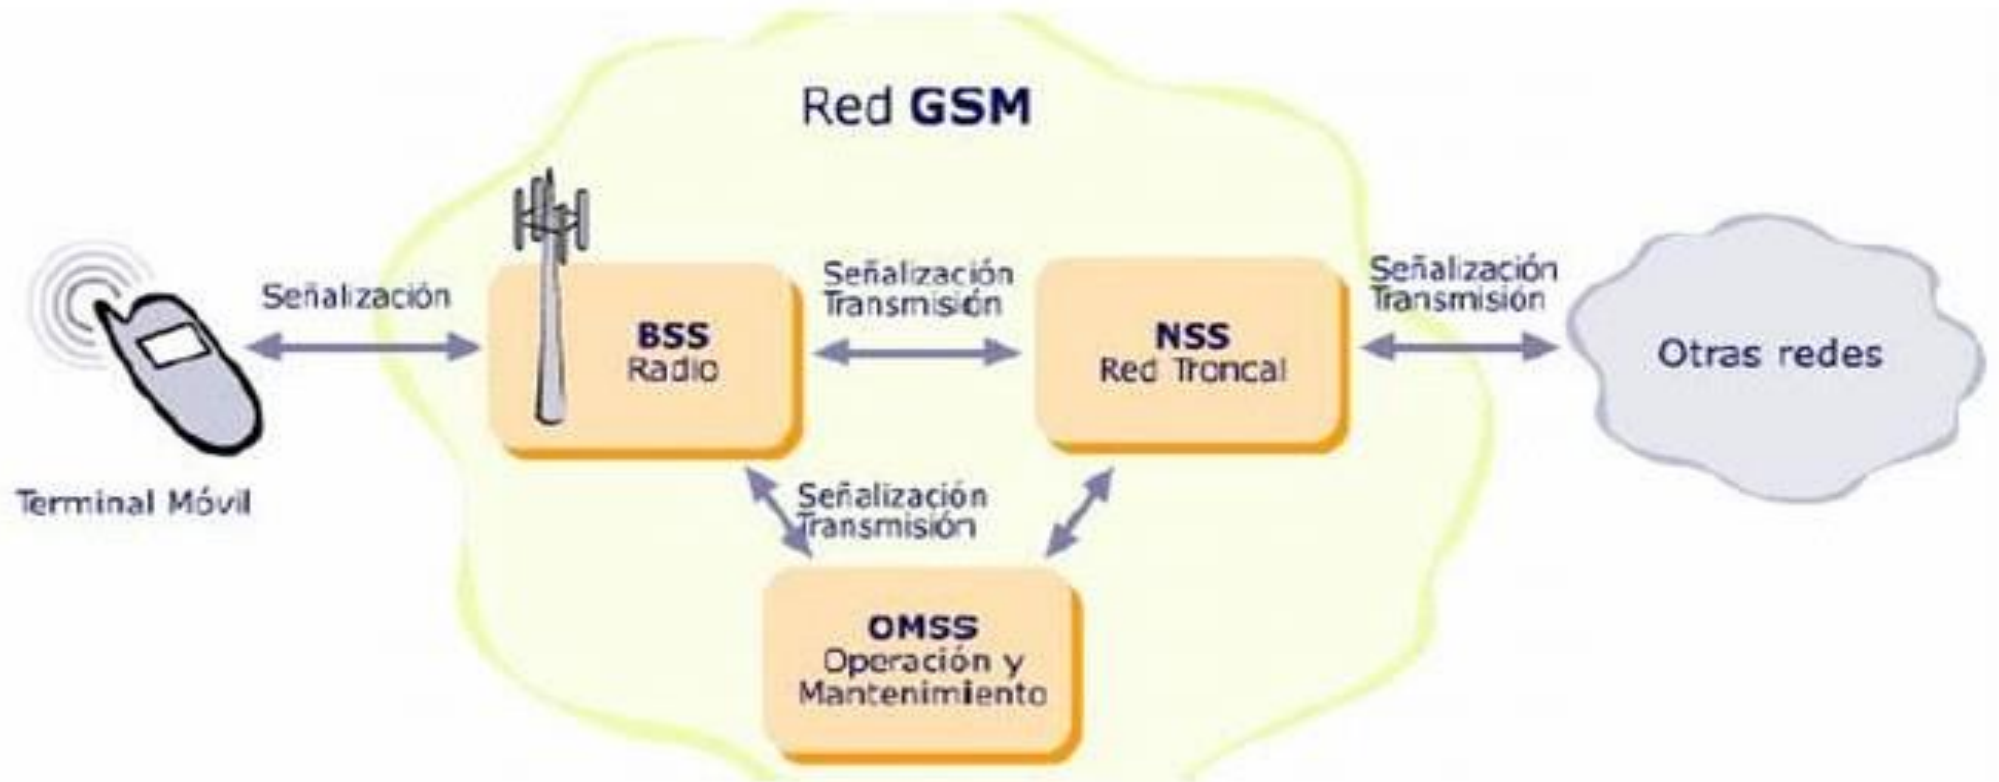 Red GSM
Señalización
Señalización
Transmisión
Señalización
Transmisión
BSS
Radio
NSS
Red Troncal
Otras redes
Terminal Móvil
Señalización
Transmisión
OMSS
Operación y
Mantenimiento